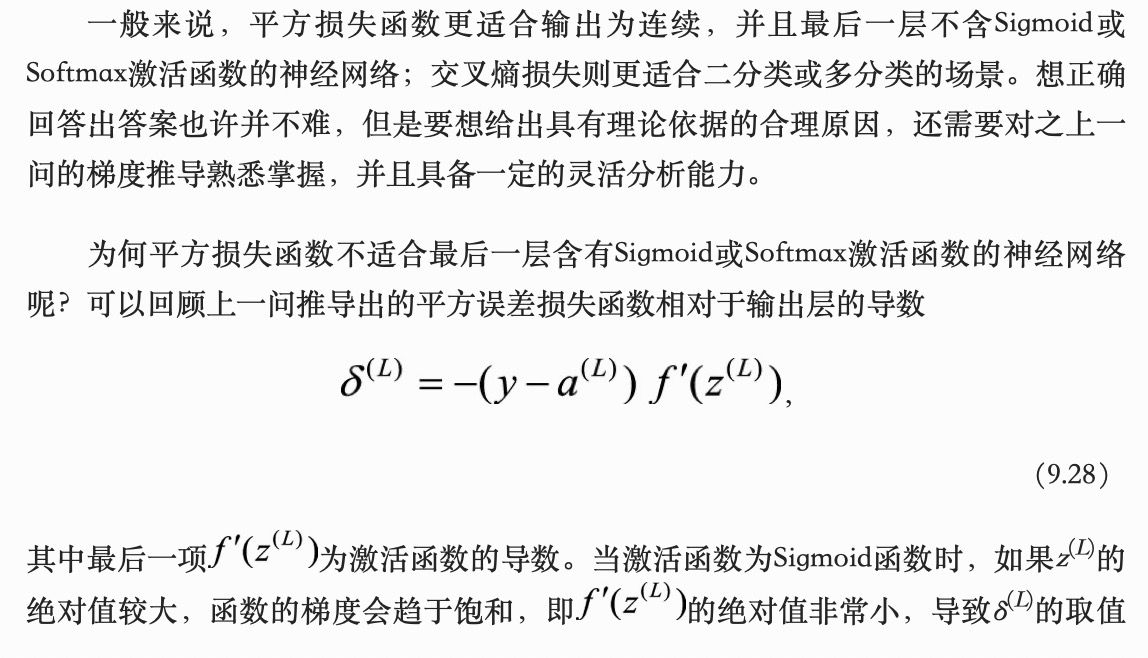 一般来说，平方损失函数更适合输出为连续，并且最后一层不含Sigmoid或
Softmax激活函数的神经网络；交叉熵损失则更适合二分类或多分类的场景。想正确
回答出答案也许并不难，但是要想给出具有理论依据的合理原因，还需要对之上一
问的梯度推导熟悉掌握，并且具备一定的灵活分析能力。
为何平方损失函数不适合最后一层含有Sigmoid或Softmax激活函数的神经网络
呢？可以回顾上一问推导出的平方误差损失函数相对于输出层的导数
δ^(L) = −(y − a^(L)) f′(z^(L)),
（9.28）
其中最后一项f′(z^(L))为激活函数的导数。当激活函数为Sigmoid函数时，如果z^(L)的
绝对值较大，函数的梯度会趋于饱和，即f′(z^(L))的绝对值非常小，导致δ^(L)的取值